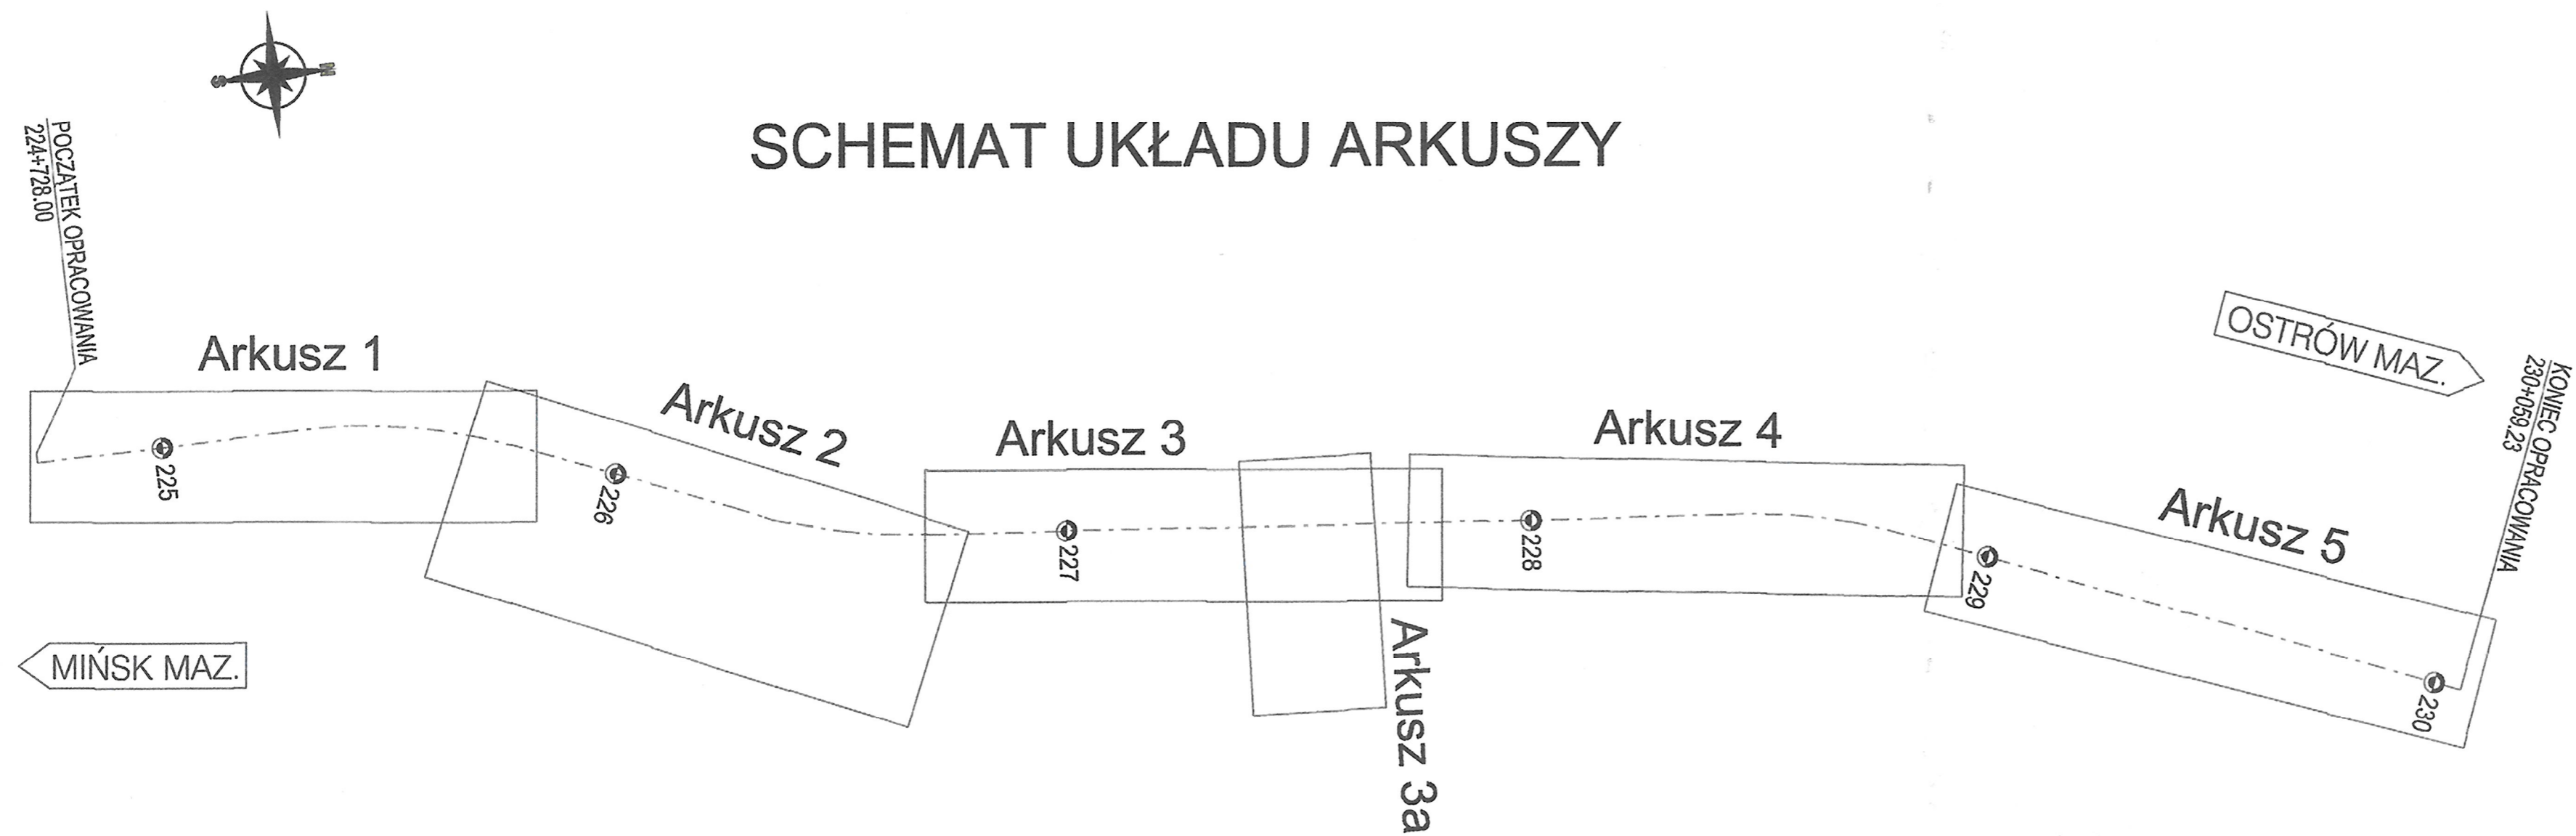 S
N
SCHEMAT UKŁADU ARKUSZY
POCZĄTEK OPRACOWANIA
224+728.00
Arkusz 1
Arkusz 2
Arkusz 3
Arkusz 4
Arkusz 5
OSTRÓW MAZ.
KONIEC OPRACOWANIA
230+059.23
225
226
227
228
229
230
MIŃSK MAZ.
Arkusz 3a